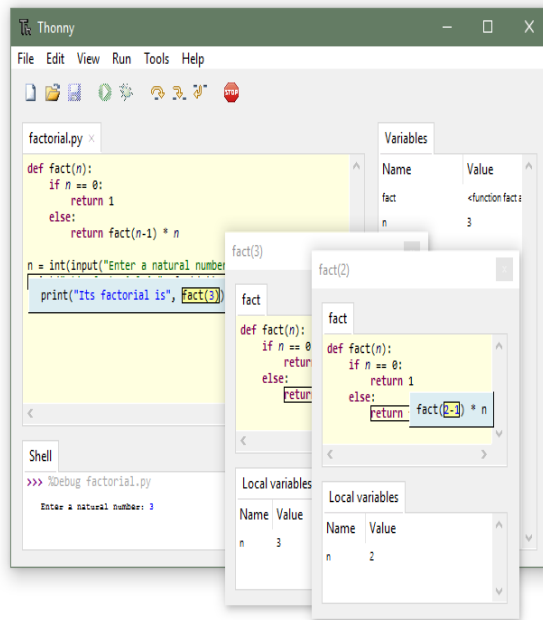 Thonny
File Edit View Run Tools Help
STOP
factorial.py
def fact(n):
if n == 0:
return 1
else:
return fact(n-1) * n
n = int(input("Enter a natural number
print("Its factorial is", fact(3))
Variables
Name Value
fact <function fact a
n 3
Shell
>>> %Debug factorial.py
Enter a natural number: 3
fact(3)
fact
def fact(n):
if n == 0
return
else:
return
Local variables
Name Value
n 3
fact(2)
fact
def fact(n):
if n == 0:
return 1
else:
return
fact(2-1) * n
Local variables
Name Value
n 2